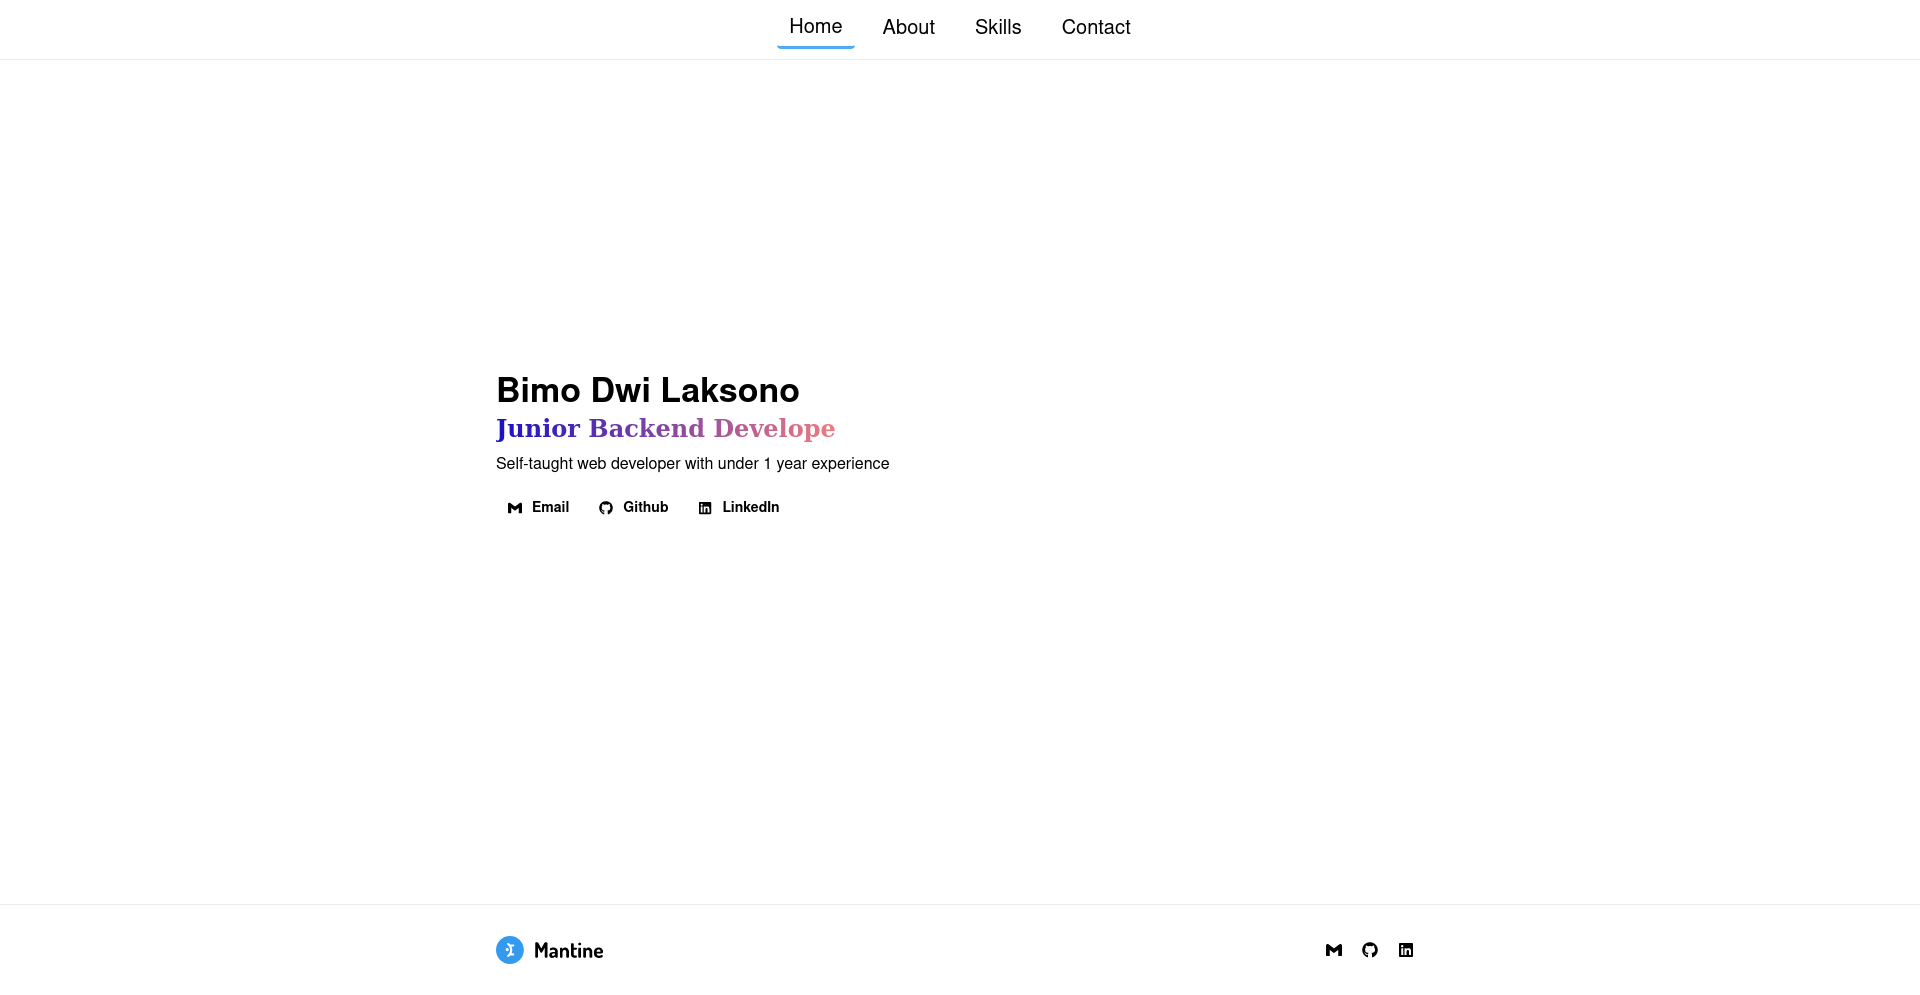 Home About Skills Contact
Bimo Dwi Laksono
Junior Backend Develope
Self-taught web developer with under 1 year experience
Email Github LinkedIn
Mantine